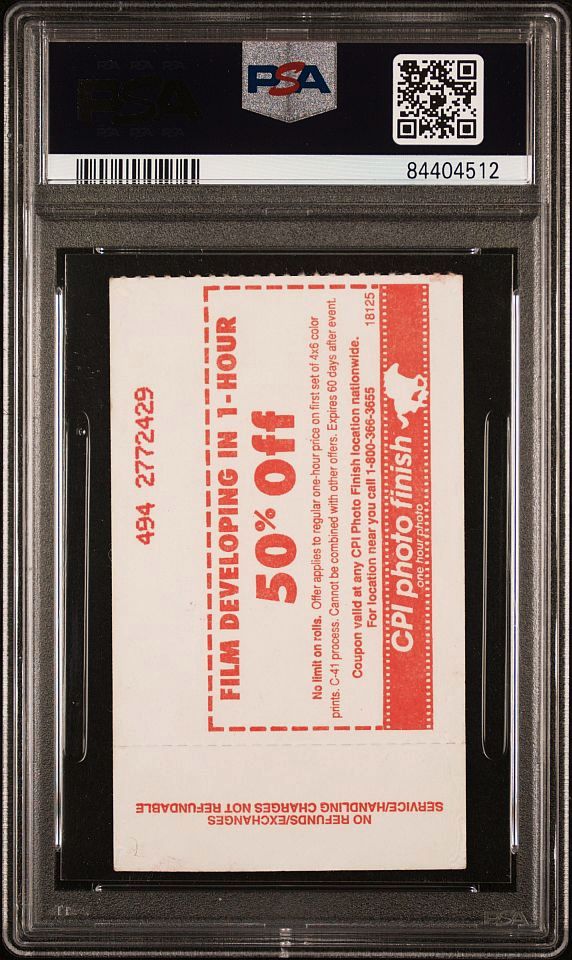 PSA
84404512
494 2772429
FILM DEVELOPING IN 1-HOUR
50% Off
No limit on rolls. Offer applies to regular one-hour price on first set of 4x6 color
prints. C-41 process. Cannot be combined with other offers. Expires 60 days after event.
Coupon valid at any CPI Photo Finish location nationwide.
For location near you call 1-800-366-3655
18125
CPI photo finish
one hour photo
NO REFUNDS/EXCHANGES
SERVICE/HANDLING CHARGES NOT REFUNDABLE
PSA